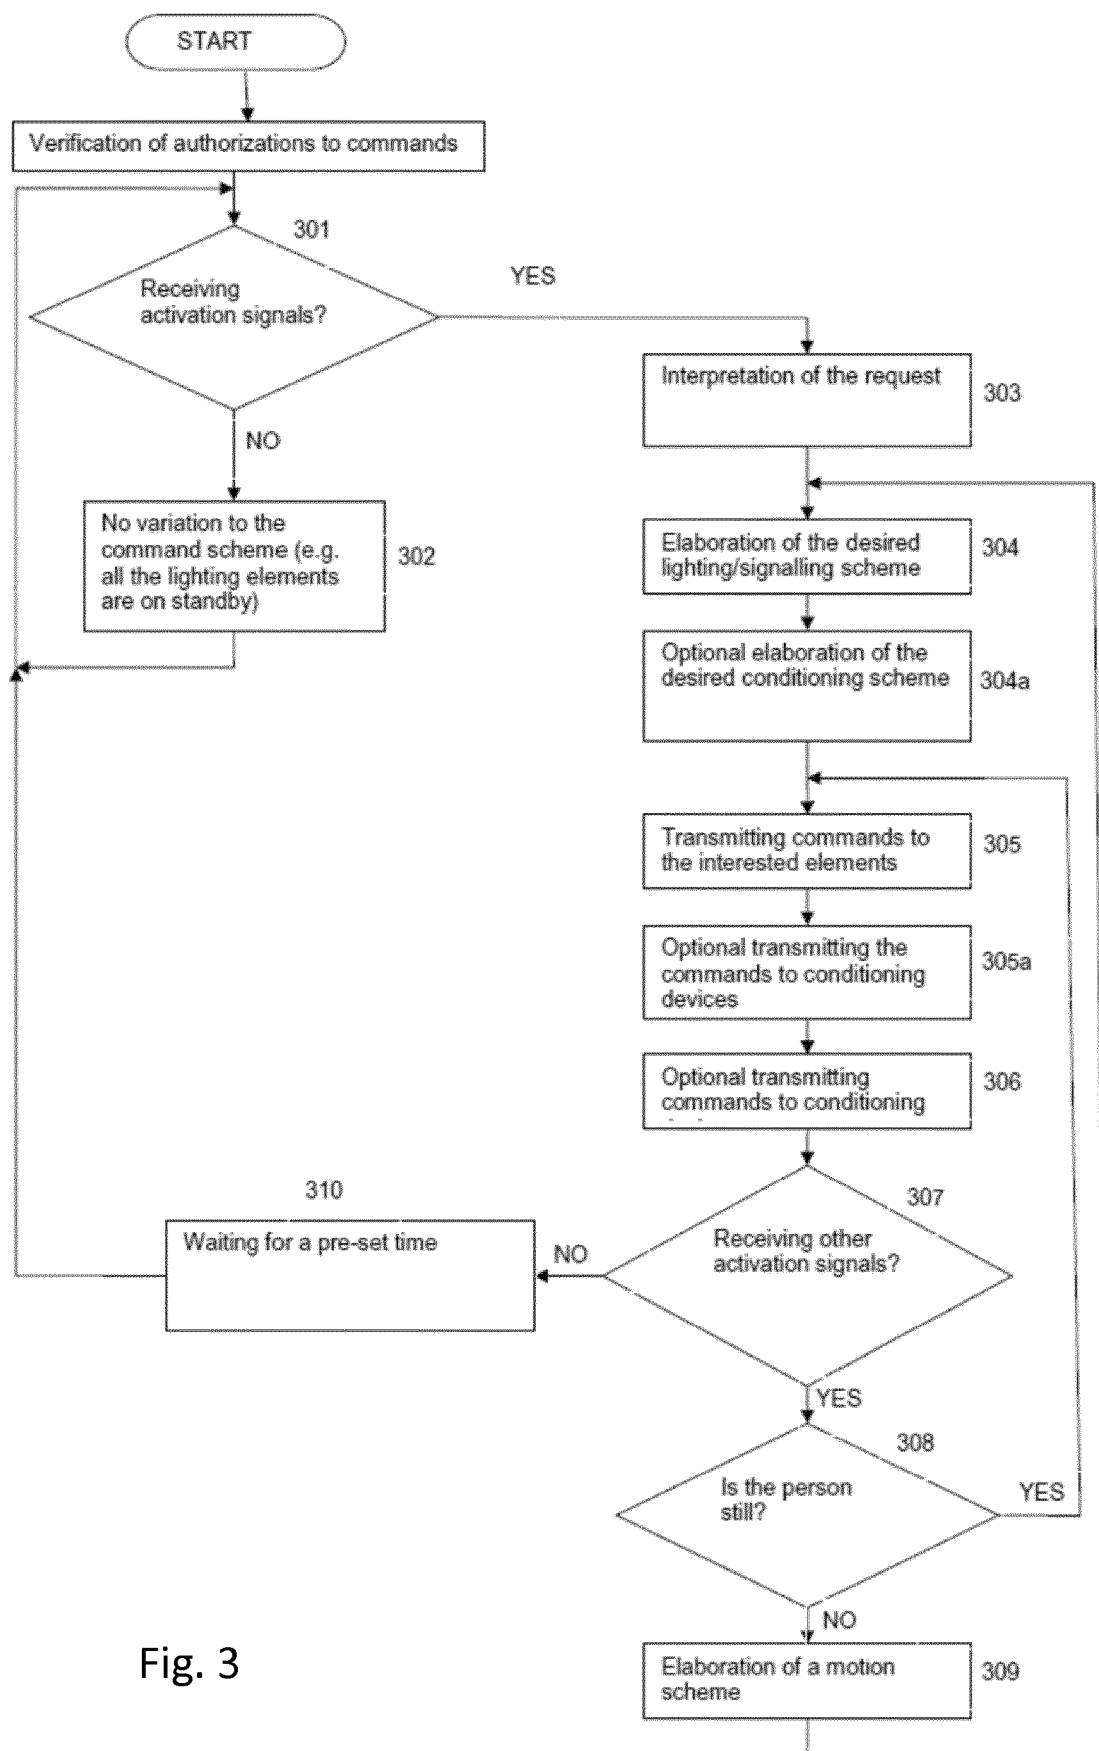 START
Verification of authorizations to commands
301
Receiving
activation signals?
YES
NO
No variation to the
command scheme (e.g.
all the lighting elements
are on standby)
302
Interpretation of the request
303
Elaboration of the desired
lighting/signalling scheme
304
Optional elaboration of the
desired conditioning scheme
304a
Transmitting commands to
the interested elements
305
Optional transmitting the
commands to conditioning
devices
305a
Optional transmitting
commands to conditioning
306
307
Receiving other
activation signals?
NO
310
Waiting for a pre-set time
YES
308
Is the person
still?
YES
NO
Elaboration of a motion
scheme
309
Fig. 3